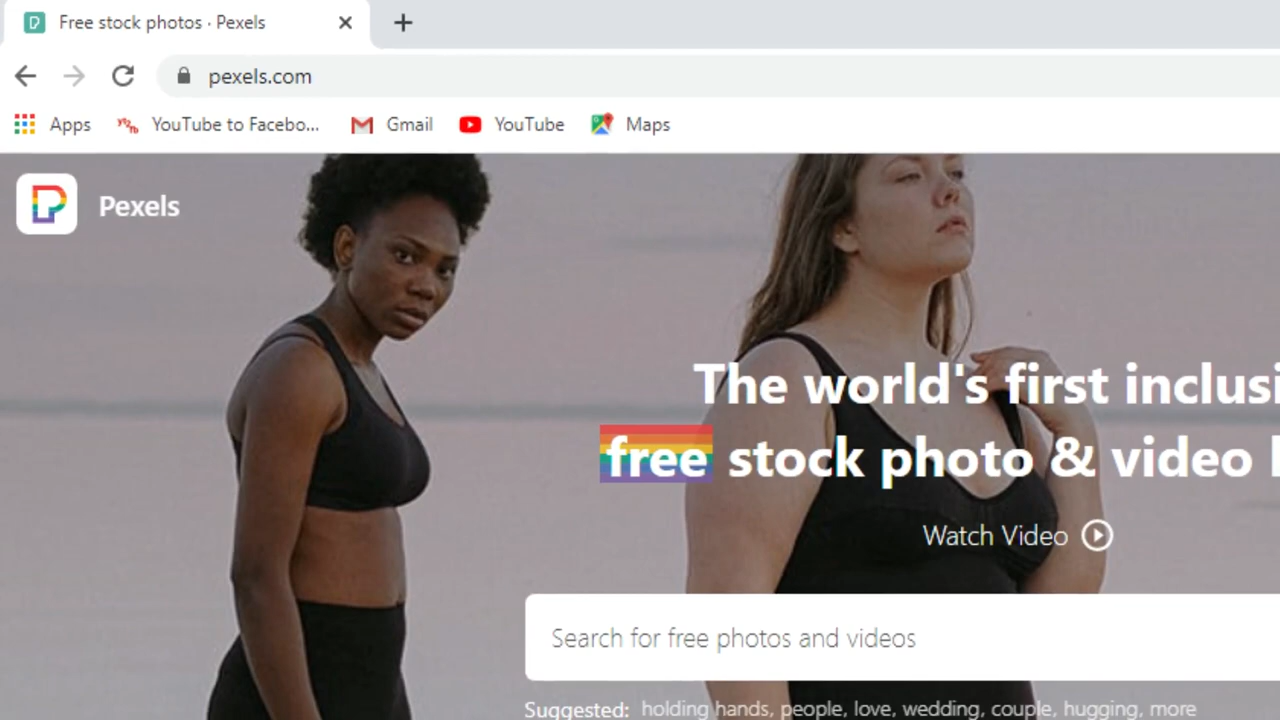 Free stock photos · Pexels
pexels.com
Apps YouTube to Facebo... Gmail YouTube Maps
Pexels
The world's first inclusi
free stock photo & video
Watch Video
Search for free photos and videos
Suggested: holding hands, people, love, wedding, couple, hugging, more